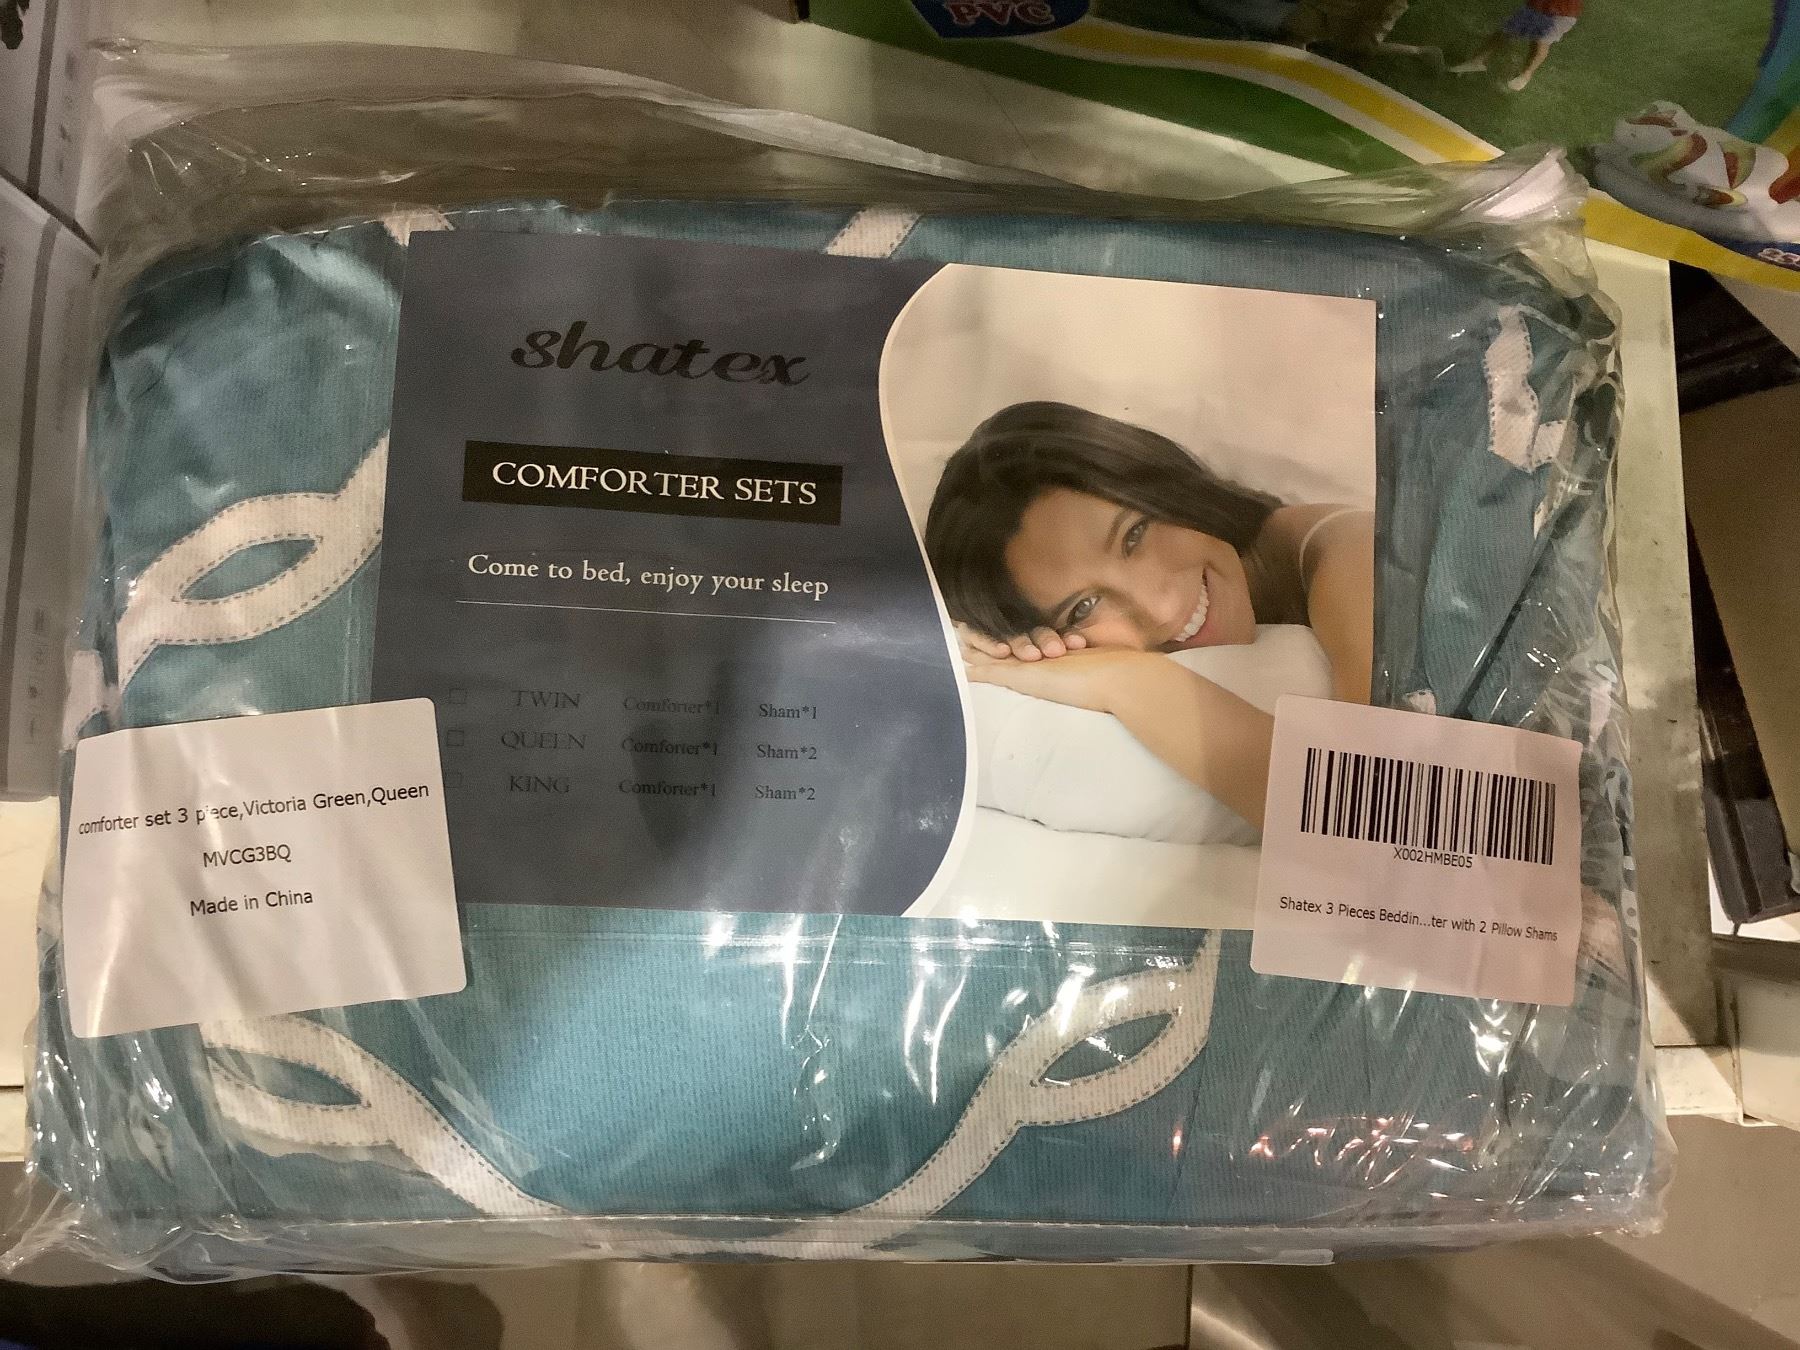 PVC
shatex
COMFORTER SETS
Come to bed, enjoy your sleep
TWIN Comforter*1 Sham*1
QUEEN Comforter*1 Sham*2
KING Comforter*1 Sham*2
comforter set 3 piece,Victoria Green,Queen
MVCG3BQ
Made in China
X002HMBE05
Shatex 3 Pieces Beddin...ter with 2 Pillow Shams